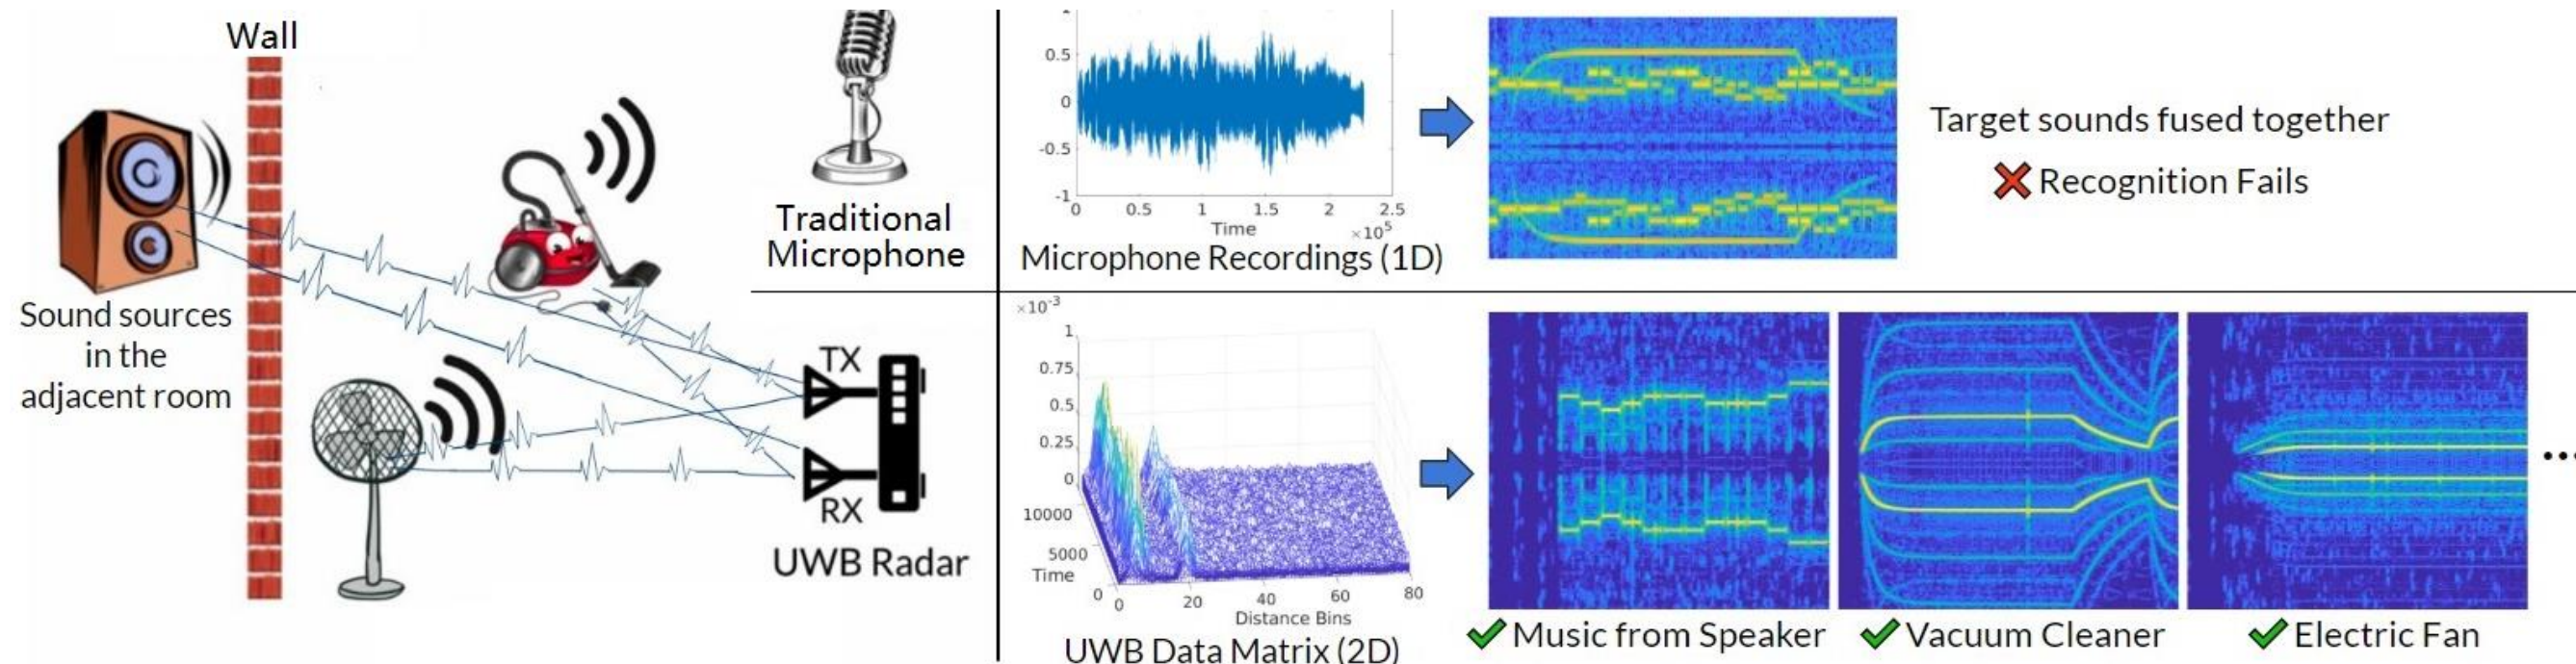 Wall
Sound sources
in the
adjacent room
Traditional
Microphone
TX
RX
UWB Radar
0.5
0
-0.5
-1
0 0.5 1 1.5 2 2.5
Time
×10⁵
Microphone Recordings (1D)
Target sounds fused together
Recognition Fails
×10⁻³
1
0.75
0.5
0.25
0
10000
5000
0
Time
0 20 40 60 80
Distance Bins
UWB Data Matrix (2D)
Music from Speaker
Vacuum Cleaner
Electric Fan
...